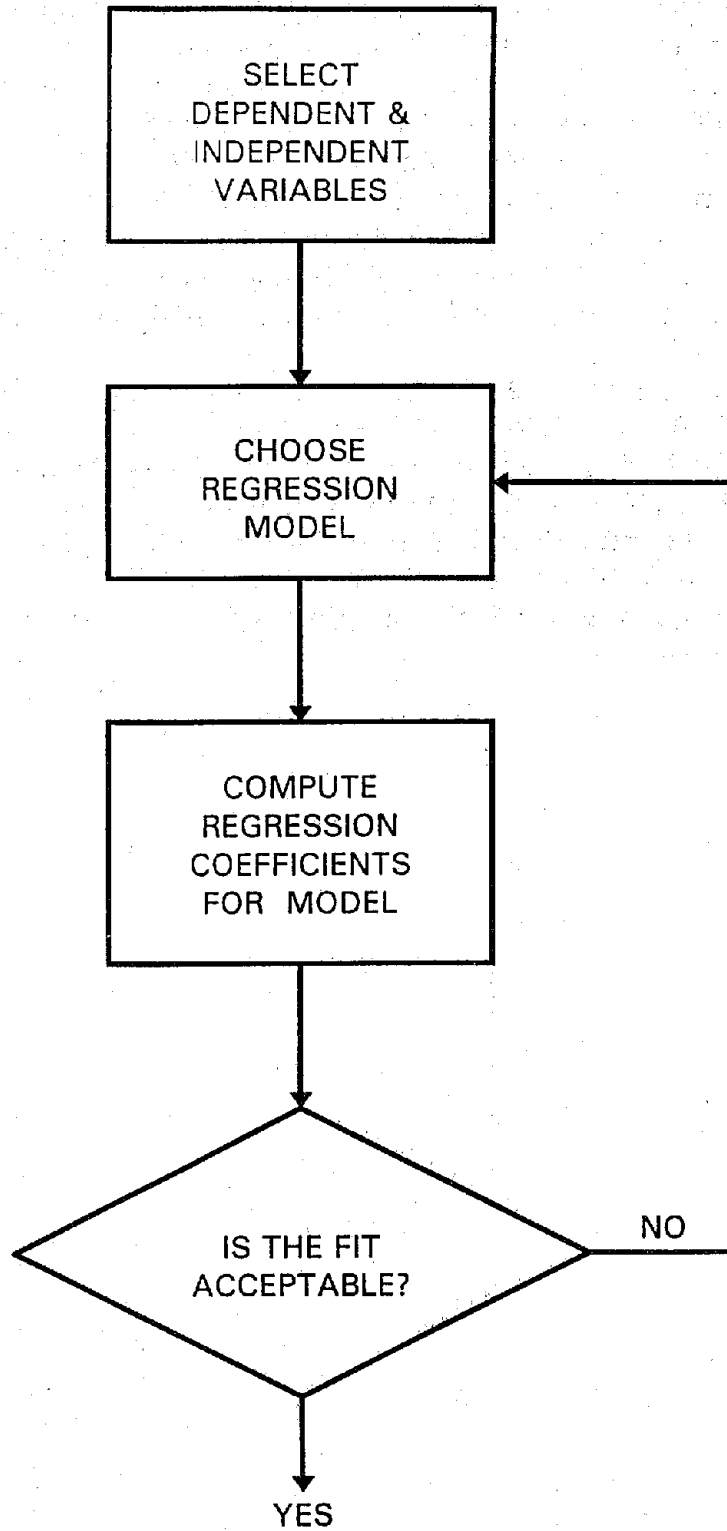 SELECT
DEPENDENT &
INDEPENDENT
VARIABLES
CHOOSE
REGRESSION
MODEL
COMPUTE
REGRESSION
COEFFICIENTS
FOR MODEL
IS THE FIT
ACCEPTABLE?
NO
YES